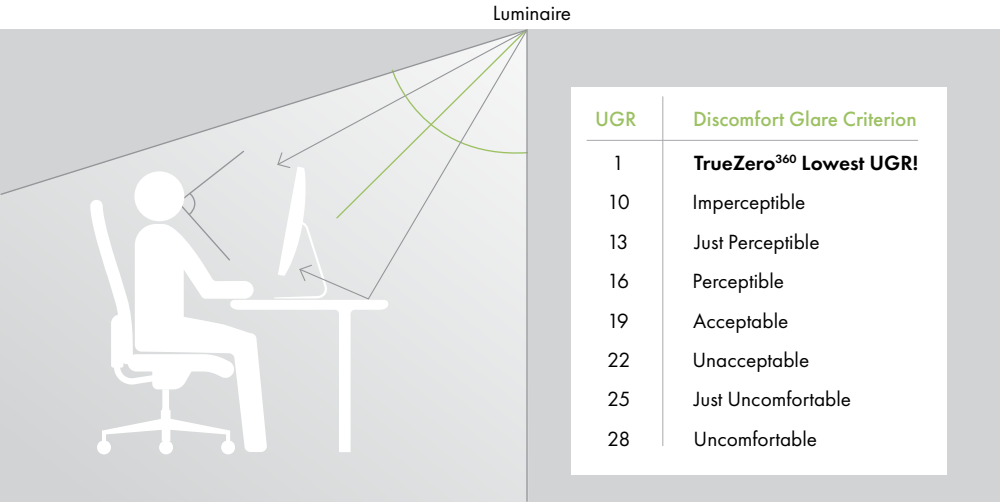 Luminaire
UGR Discomfort Glare Criterion
1 TrueZero³⁶⁰ Lowest UGR!
10 Imperceptible
13 Just Perceptible
16 Perceptible
19 Acceptable
22 Unacceptable
25 Just Uncomfortable
28 Uncomfortable